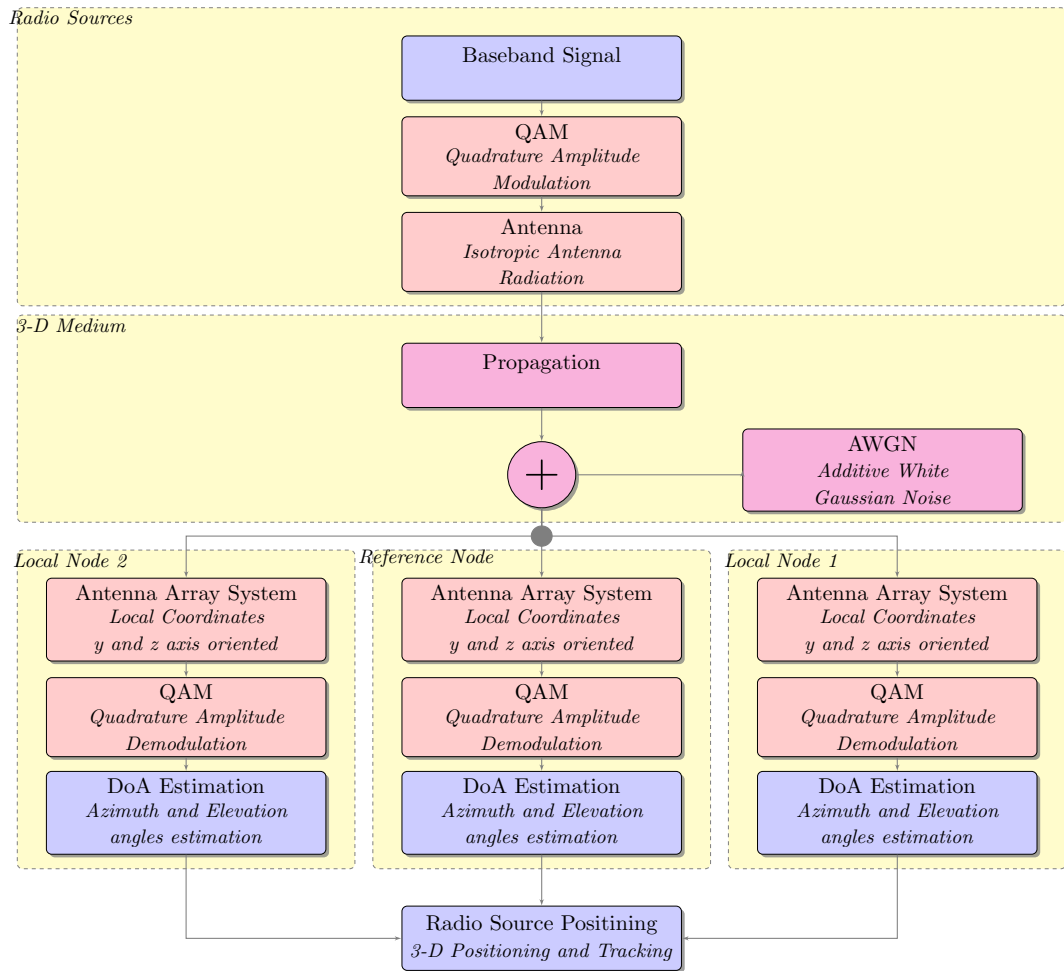 Radio Sources
Baseband Signal
QAM
Quadrature Amplitude
Modulation
Antenna
Isotropic Antenna
Radiation
3-D Medium
Propagation
AWGN
Additive White
Gaussian Noise
Local Node 2
Antenna Array System
Local Coordinates
y and z axis oriented
QAM
Quadrature Amplitude
Demodulation
DoA Estimation
Azimuth and Elevation
angles estimation
Reference Node
Antenna Array System
Local Coordinates
y and z axis oriented
QAM
Quadrature Amplitude
Demodulation
DoA Estimation
Azimuth and Elevation
angles estimation
Local Node 1
Antenna Array System
Local Coordinates
y and z axis oriented
QAM
Quadrature Amplitude
Demodulation
DoA Estimation
Azimuth and Elevation
angles estimation
Radio Source Positining
3-D Positioning and Tracking